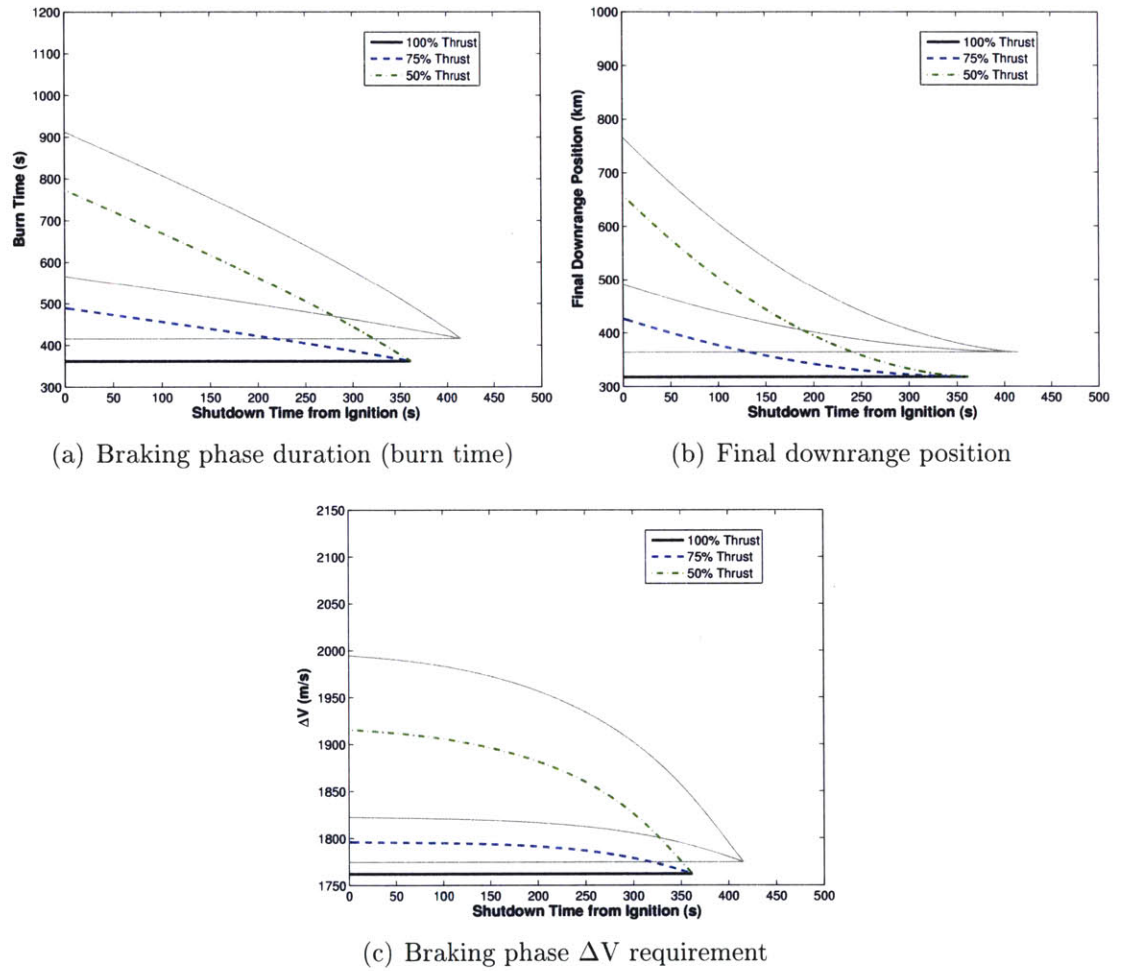 1200
1100
1000
900
800
700
600
500
400
300
Burn Time (s)
100% Thrust
75% Thrust
50% Thrust
0 50 100 150 200 250 300 350 400 450 500
Shutdown Time from Ignition (s)
(a) Braking phase duration (burn time)
1000
900
800
700
600
500
400
300
Final Downrange Position (km)
100% Thrust
75% Thrust
50% Thrust
0 50 100 150 200 250 300 350 400 450 500
Shutdown Time from Ignition (s)
(b) Final downrange position
2150
2100
2050
2000
1950
1900
1850
1800
1750
ΔV (m/s)
100% Thrust
75% Thrust
50% Thrust
0 50 100 150 200 250 300 350 400 450 500
Shutdown Time from Ignition (s)
(c) Braking phase ΔV requirement